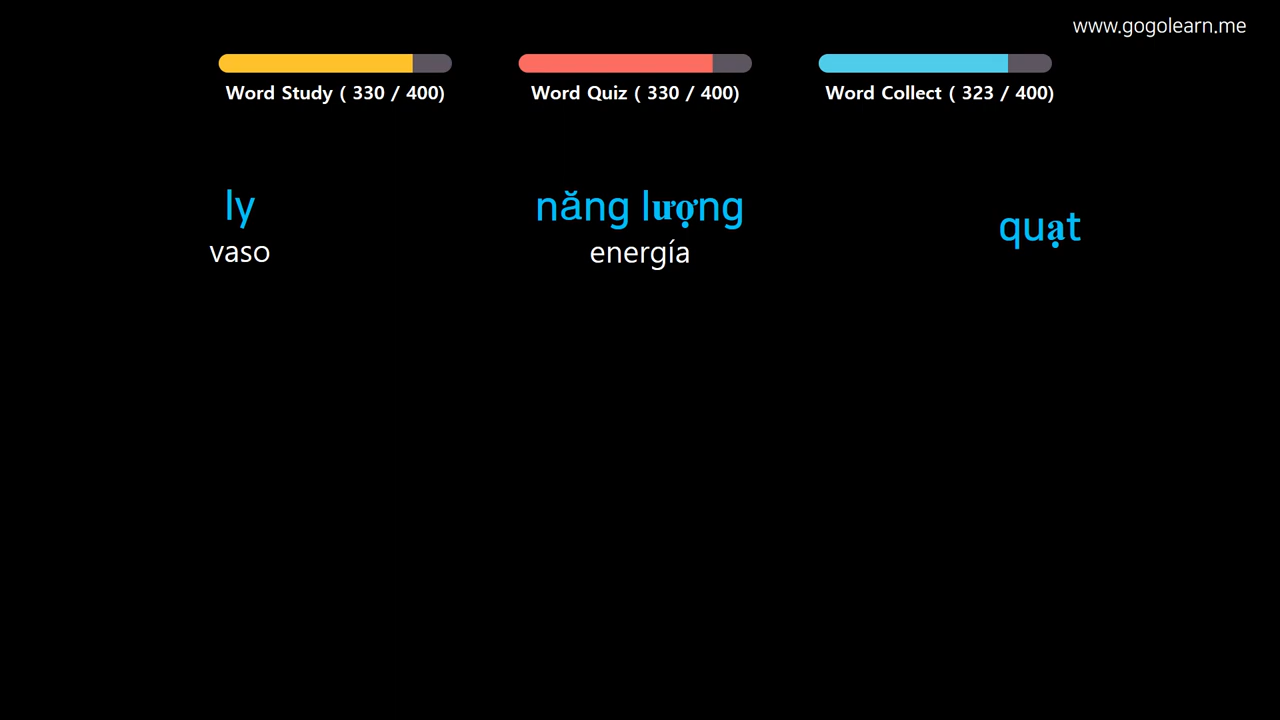 www.gogolearn.me
Word Study ( 330 / 400)
Word Quiz ( 330 / 400)
Word Collect ( 323 / 400)
ly
vaso
năng lượng
energía
quạt